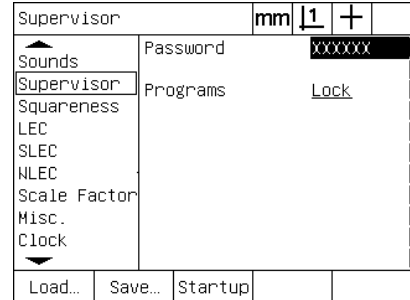 Supervisor mm 1
Sounds
Supervisor
Squareness
LEC
SLEC
NLEC
Scale Factor
Misc.
Clock
Password XXXXXX
Programs Lock
Load... Save... Startup